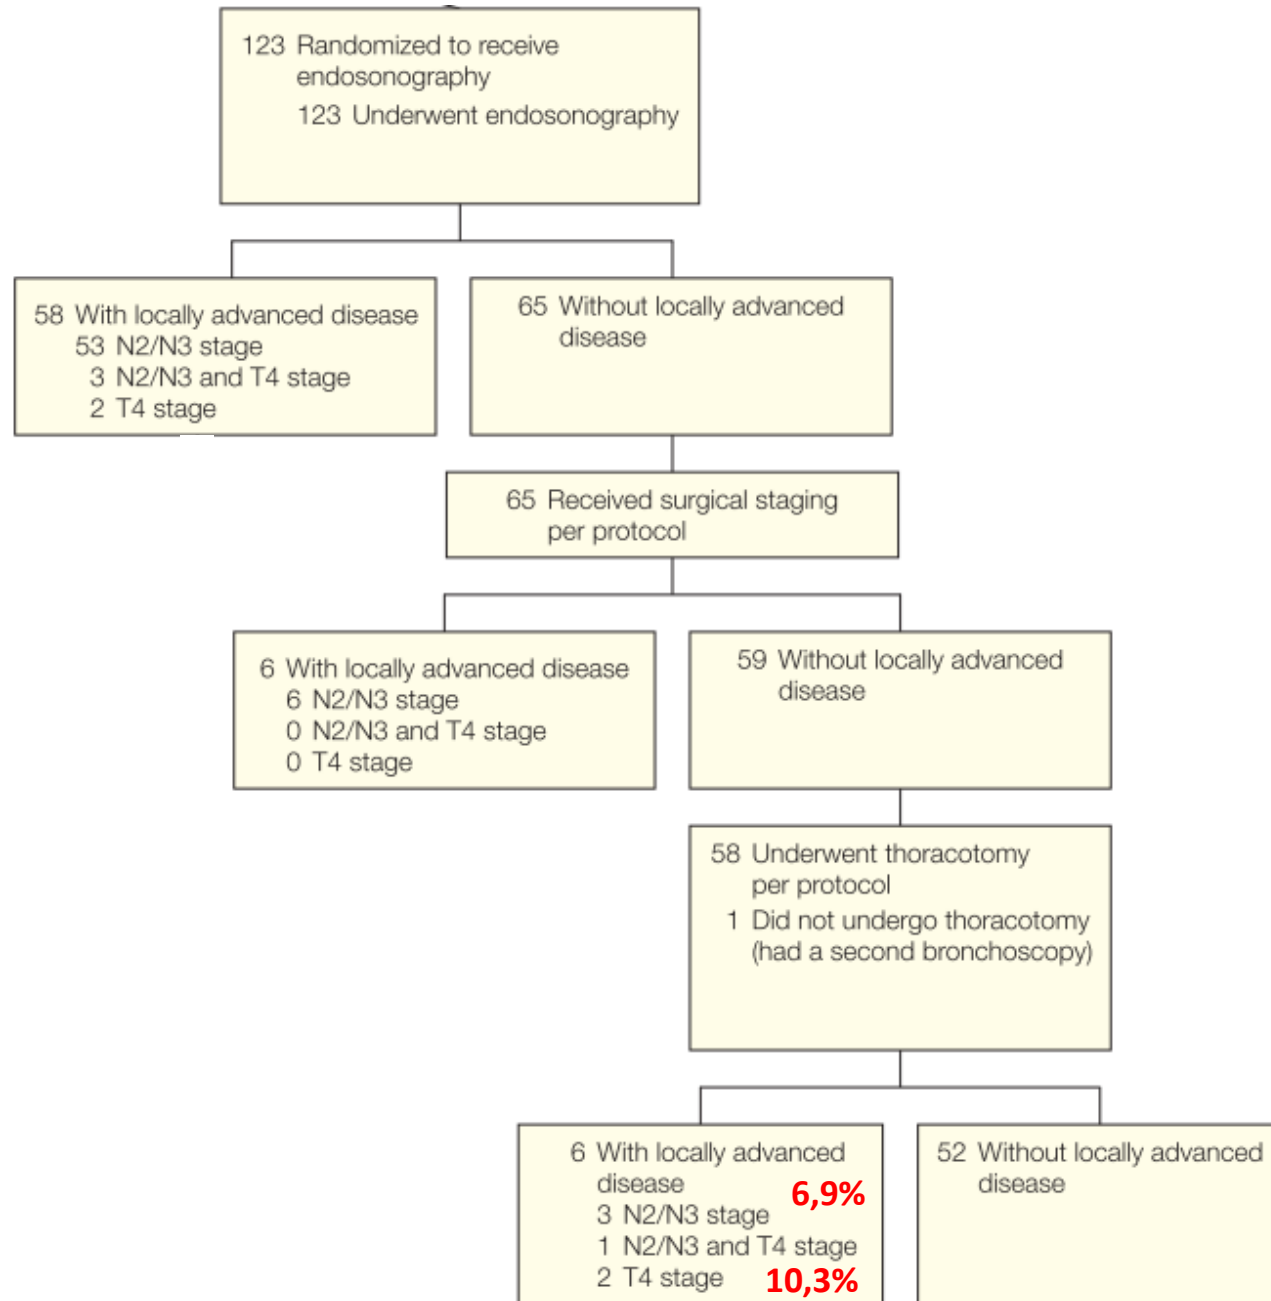 123 Randomized to receive
endosonography
123 Underwent endosonography
58 With locally advanced disease
53 N2/N3 stage
3 N2/N3 and T4 stage
2 T4 stage
65 Without locally advanced
disease
65 Received surgical staging
per protocol
6 With locally advanced disease
6 N2/N3 stage
0 N2/N3 and T4 stage
0 T4 stage
59 Without locally advanced
disease
58 Underwent thoracotomy
per protocol
1 Did not undergo thoracotomy
(had a second bronchoscopy)
6 With locally advanced
disease
6,9%
3 N2/N3 stage
1 N2/N3 and T4 stage
2 T4 stage 10,3%
52 Without locally advanced
disease